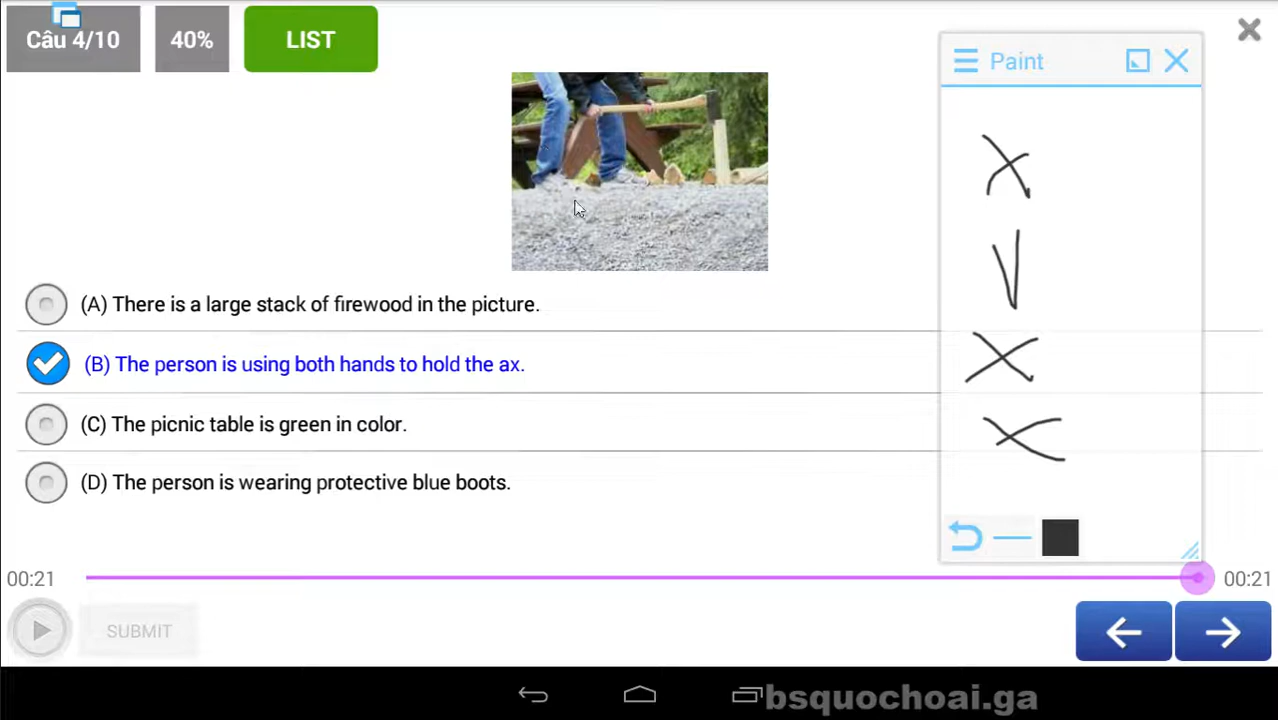 Câu 4/10
40%
LIST
Paint
(A) There is a large stack of firewood in the picture.
(B) The person is using both hands to hold the ax.
(C) The picnic table is green in color.
(D) The person is wearing protective blue boots.
00:21
00:21
SUBMIT
bsquochoai.ga